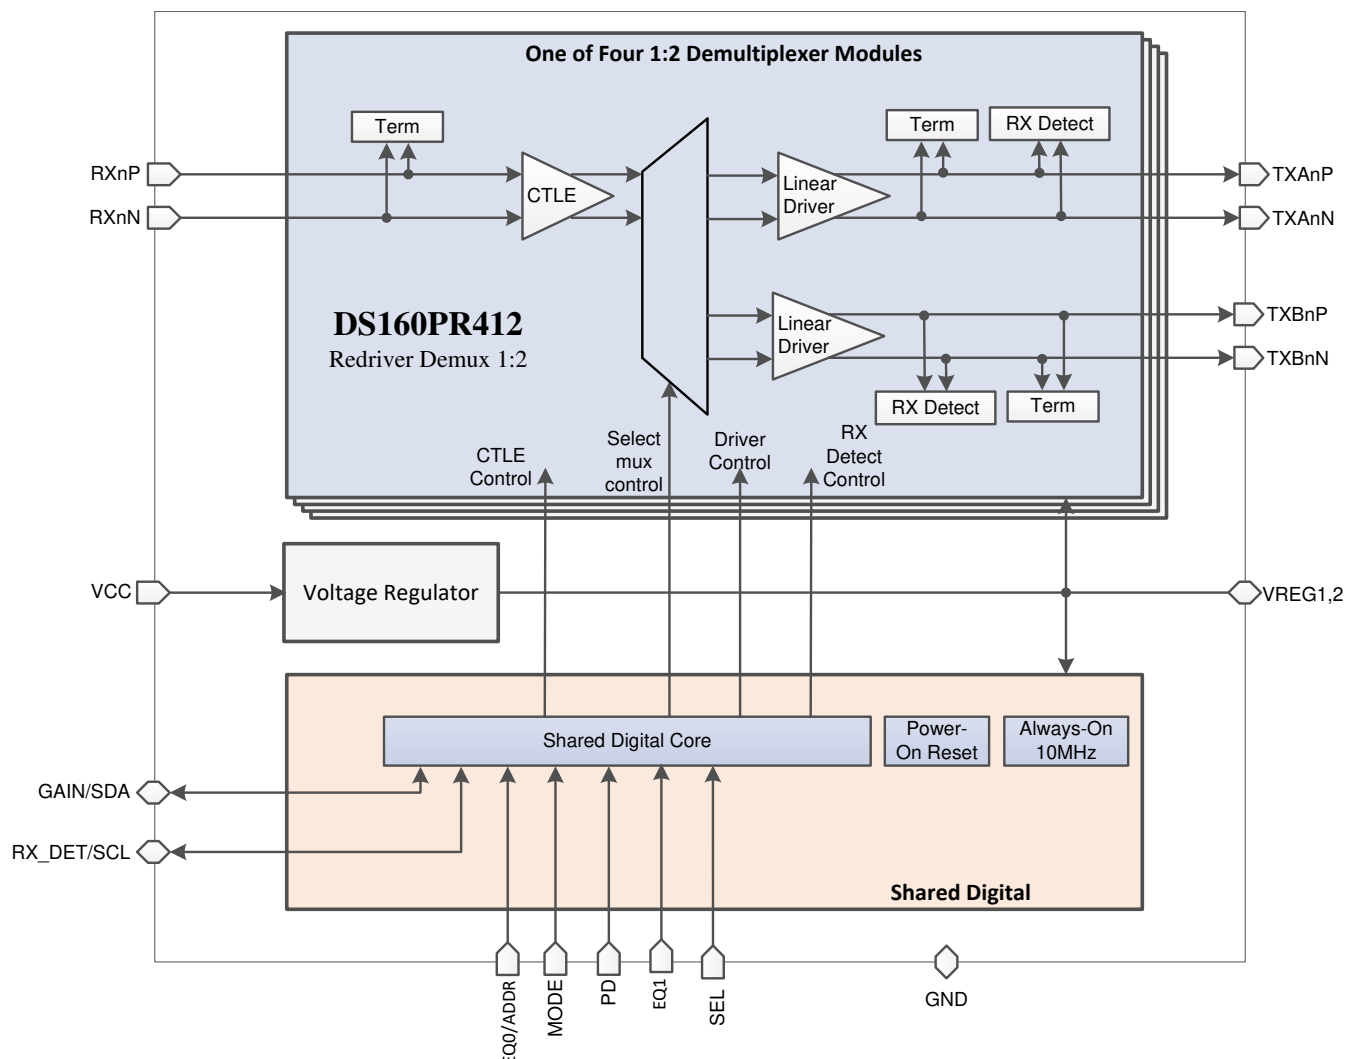 One of Four 1:2 Demultiplexer Modules
Term
Term
RX Detect
RXnP
RXnN
CTLE
Linear
Driver
TXAnP
TXAnN
DS160PR412
Redriver Demux 1:2
Linear
Driver
TXBnP
TXBnN
RX Detect
Term
CTLE
Control
Select
mux
control
Driver
Control
RX
Detect
Control
VCC
Voltage Regulator
VREG1,2
Shared Digital Core
Power-
On Reset
Always-On
10MHz
GAIN/SDA
RX_DET/SCL
Shared Digital
EQ0/ADDR
MODE
PD
EQ1
SEL
GND